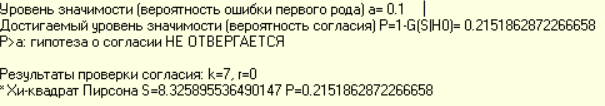 Уровень значимости (вероятность ошибки первого рода) a= 0.1
Достигаемый уровень значимости (вероятность согласия) P=1-G(S|H0)= 0.2151862872266658
P>a: гипотеза о согласии НЕ ОТВЕРГАЕТСЯ
Результаты проверки согласия: k=7, r=0
* Хи-квадрат Пирсона S=8.325895536490147 P=0.2151862872266658